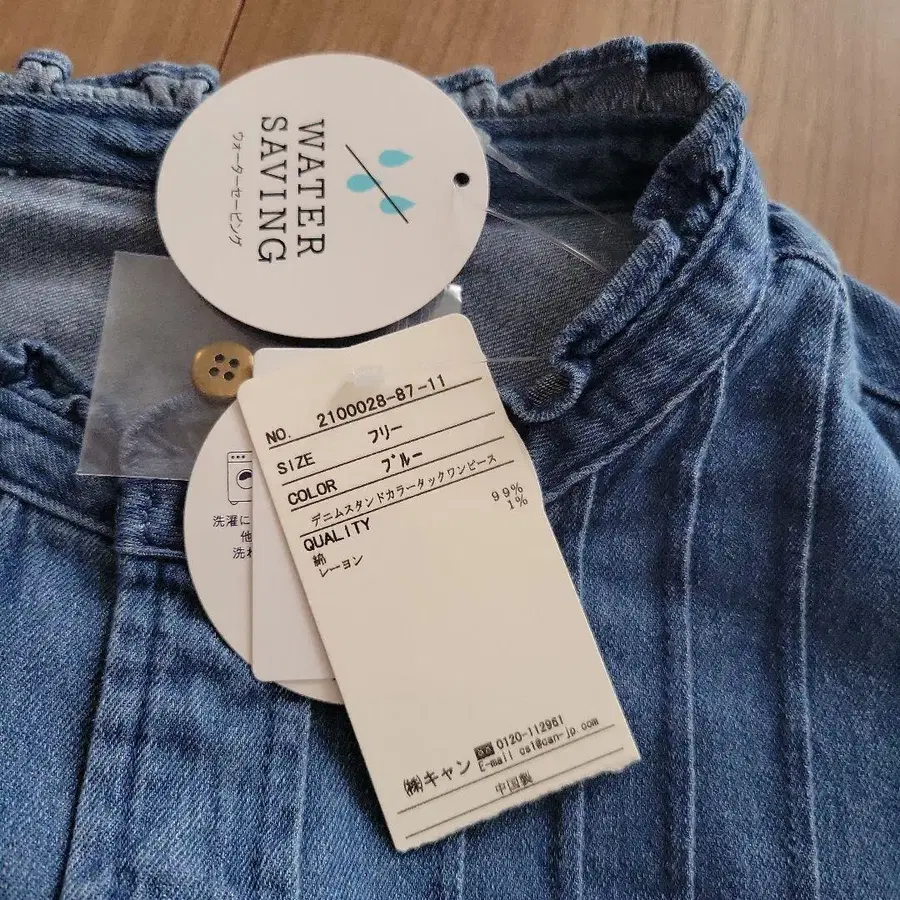 WATER
SAVING
ウォーターセービング
NO. 2100028-87-11
SIZE フリー
COLOR ブルー
デニムスタンドカラータックワンピース
QUALITY
綿 99%
レーヨン 1%
洗濯に
他
洗
㈱キャン ☎0120-112961
E-mail cs1@can-jp.com
中国製